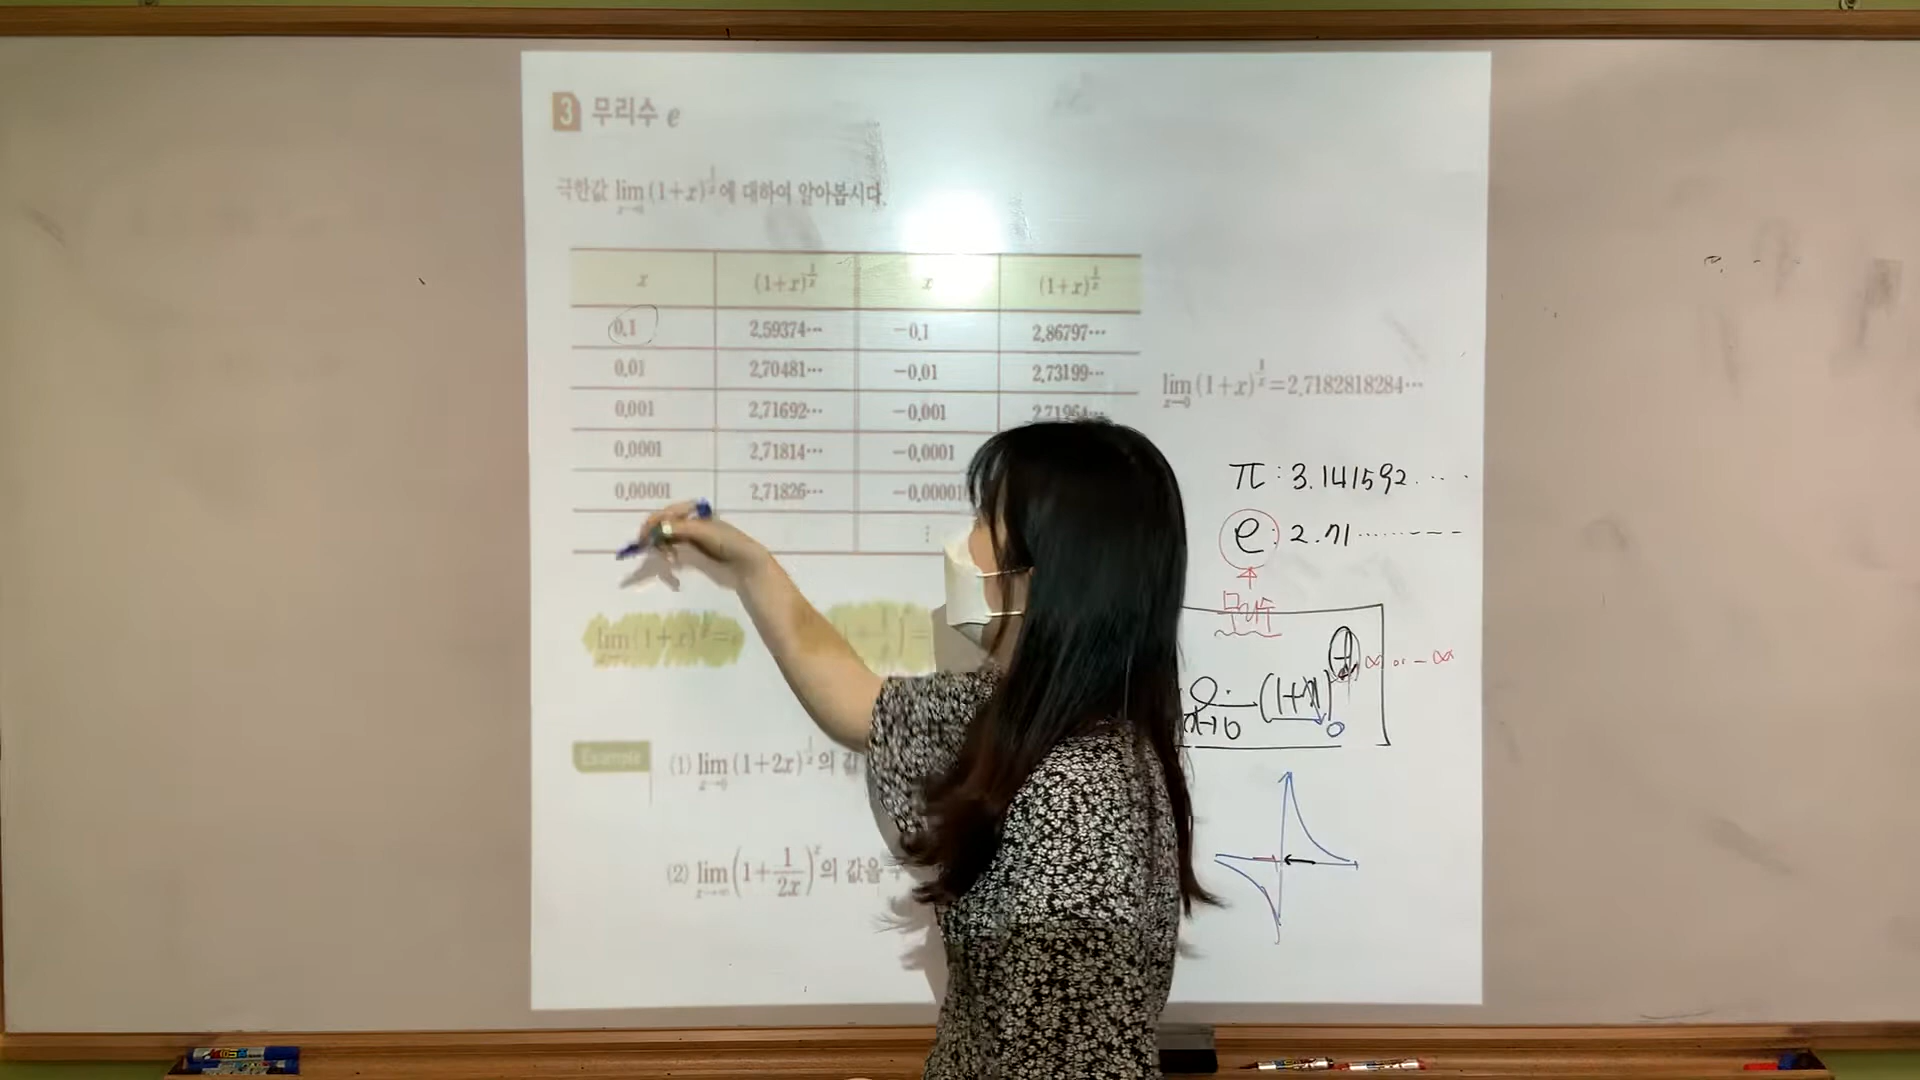 3 무리수 e
극한값 lim x→0 (1+x)^(1/x) 에 대하여 알아봅시다.
x (1+x)^(1/x) x (1+x)^(1/x)
0.1 2.59374··· −0.1 2.86797···
0.01 2.70481··· −0.01 2.73199···
0.001 2.71692··· −0.001 2.71964···
0.0001 2.71814··· −0.0001
0.00001 2.71826··· −0.00001
⋮
lim x→0 (1+x)^(1/x) =2.7182818284···
π : 3.141592....
e : 2.71.........
무리수
x→0 (1+x) ∞ or -∞
0
lim (1+x) =e
Example (1) lim x→0 (1+2x)^(1/x) 의 값
(2) lim x→∞ (1+1/2x)^x 의 값을